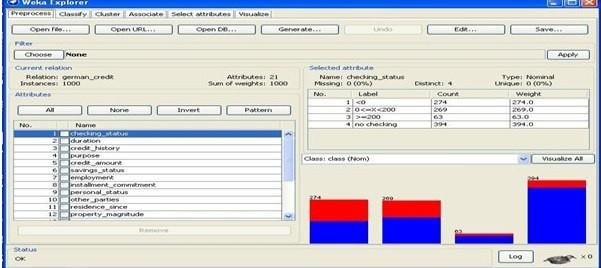 Weka Explorer
Preprocess Classify Cluster Associate Select attributes Visualize
Open file... Open URL... Open DB... Generate... Undo Edit... Save...
Filter
Choose None Apply
Current relation
Relation: german_credit Attributes: 21
Instances: 1000 Sum of weights: 1000
Attributes
All None Invert Pattern
No. Name
1 checking_status
2 duration
3 credit_history
4 purpose
5 credit_amount
6 savings_status
7 employment
8 installment_commitment
9 personal_status
10 other_parties
11 residence_since
12 property_magnitude
Remove
Selected attribute
Name: checking_status Type: Nominal
Missing: 0 (0%) Distinct: 4 Unique: 0 (0%)
No. Label Count Weight
1 <0 274 274.0
2 0<=X<200 269 269.0
3 >=200 63 63.0
4 no checking 394 394.0
Class: class (Nom) Visualize All
274 269 63 394
Status
OK Log x 0